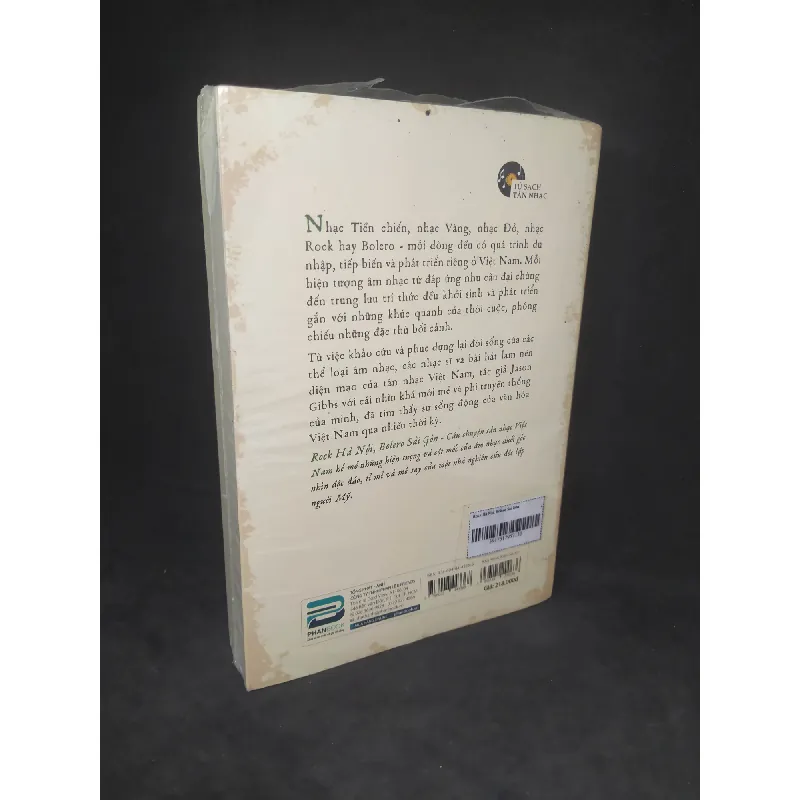 TỦ SÁCH
TÂN NHẠC
Nhạc Tiền chiến, nhạc Vàng, nhạc Đỏ, nhạc
Rock hay Bolero - mỗi dòng đều có quá trình du
nhập, tiếp biến và phát triển riêng ở Việt Nam. Mỗi
hiện tượng âm nhạc từ đáp ứng nhu cầu đại chúng
đến trung lưu trí thức đều khởi sinh và phát triển
gắn với những khúc quanh của thời cuộc, phóng
chiếu những đặc thù bối cảnh.
Từ việc khảo cứu và phục dựng lại đời sống của các
thể loại âm nhạc, các nhạc sĩ và bài hát làm nên
diện mạo của tân nhạc Việt Nam, tác giả Jason
Gibbs với cái nhìn khá mới mẻ và phi truyền thống
của mình, đã tìm thấy sự sống động của văn hóa
Việt Nam qua nhiều thời kỳ.
Rock Hà Nội, Bolero Sài Gòn - Câu chuyện tân nhạc Việt
Nam kể mê những hiện tượng và cột mốc của âm nhạc dưới góc
nhìn độc đáo, tỉ mỉ và mê say của một nhà nghiên cứu độc lập
người Mỹ.
PHANBOOK
Giá: 218.000đ